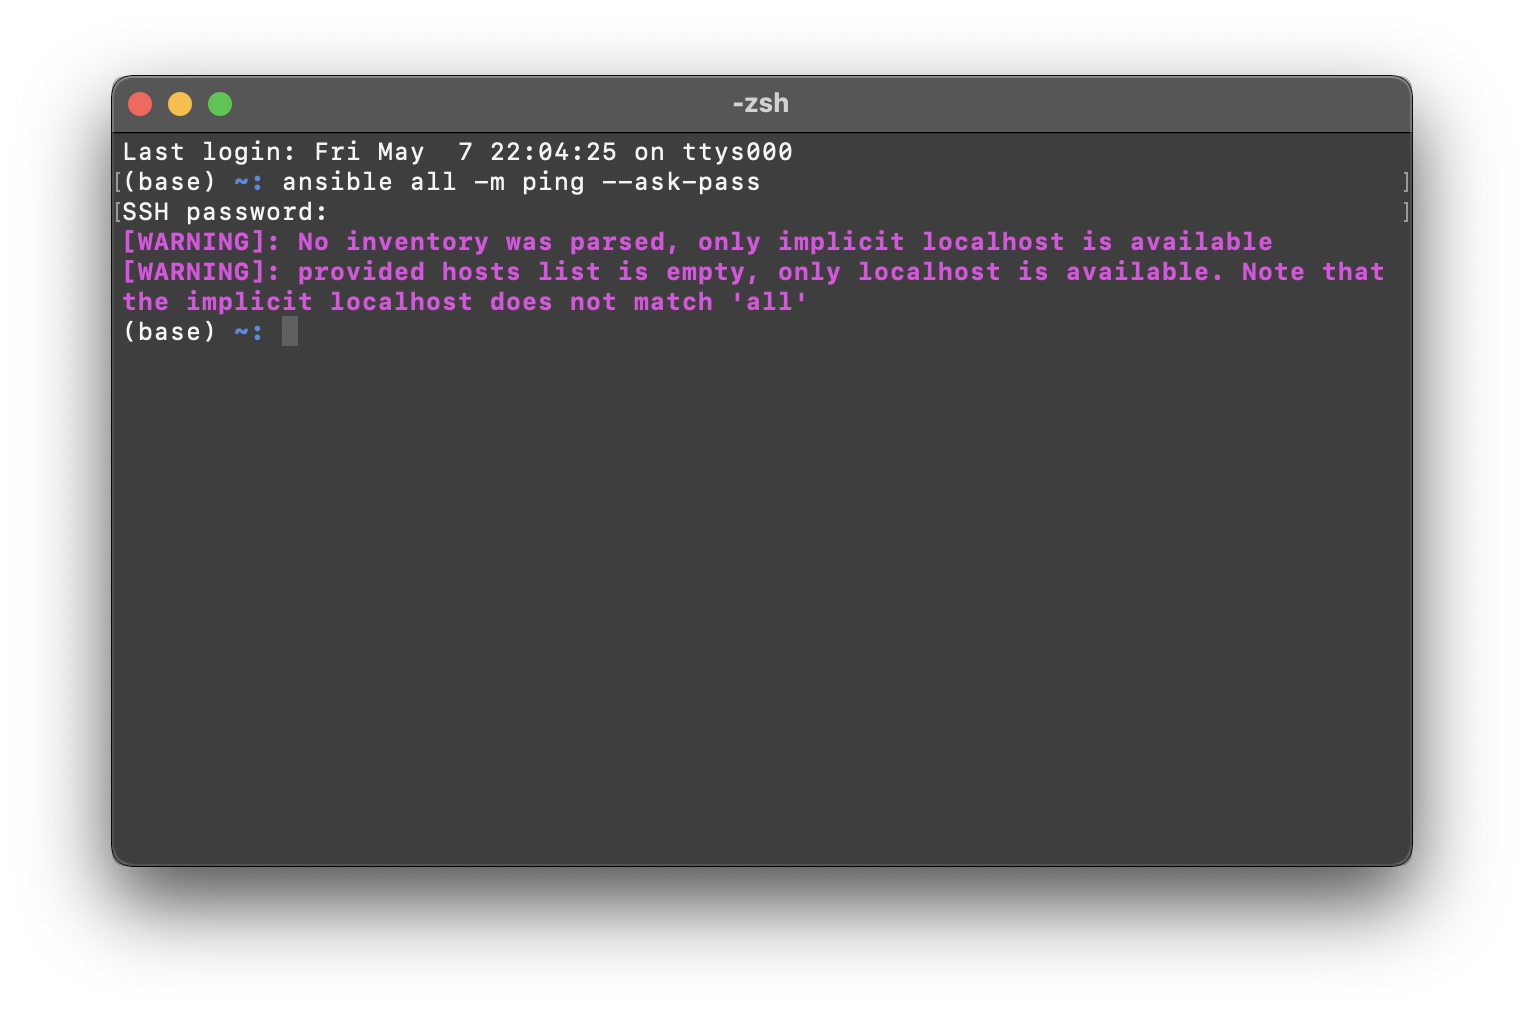 -zsh
Last login: Fri May  7 22:04:25 on ttys000
[(base) ~: ansible all -m ping --ask-pass ]
[SSH password: ]
[WARNING]: No inventory was parsed, only implicit localhost is available
[WARNING]: provided hosts list is empty, only localhost is available. Note that
the implicit localhost does not match 'all'
(base) ~: